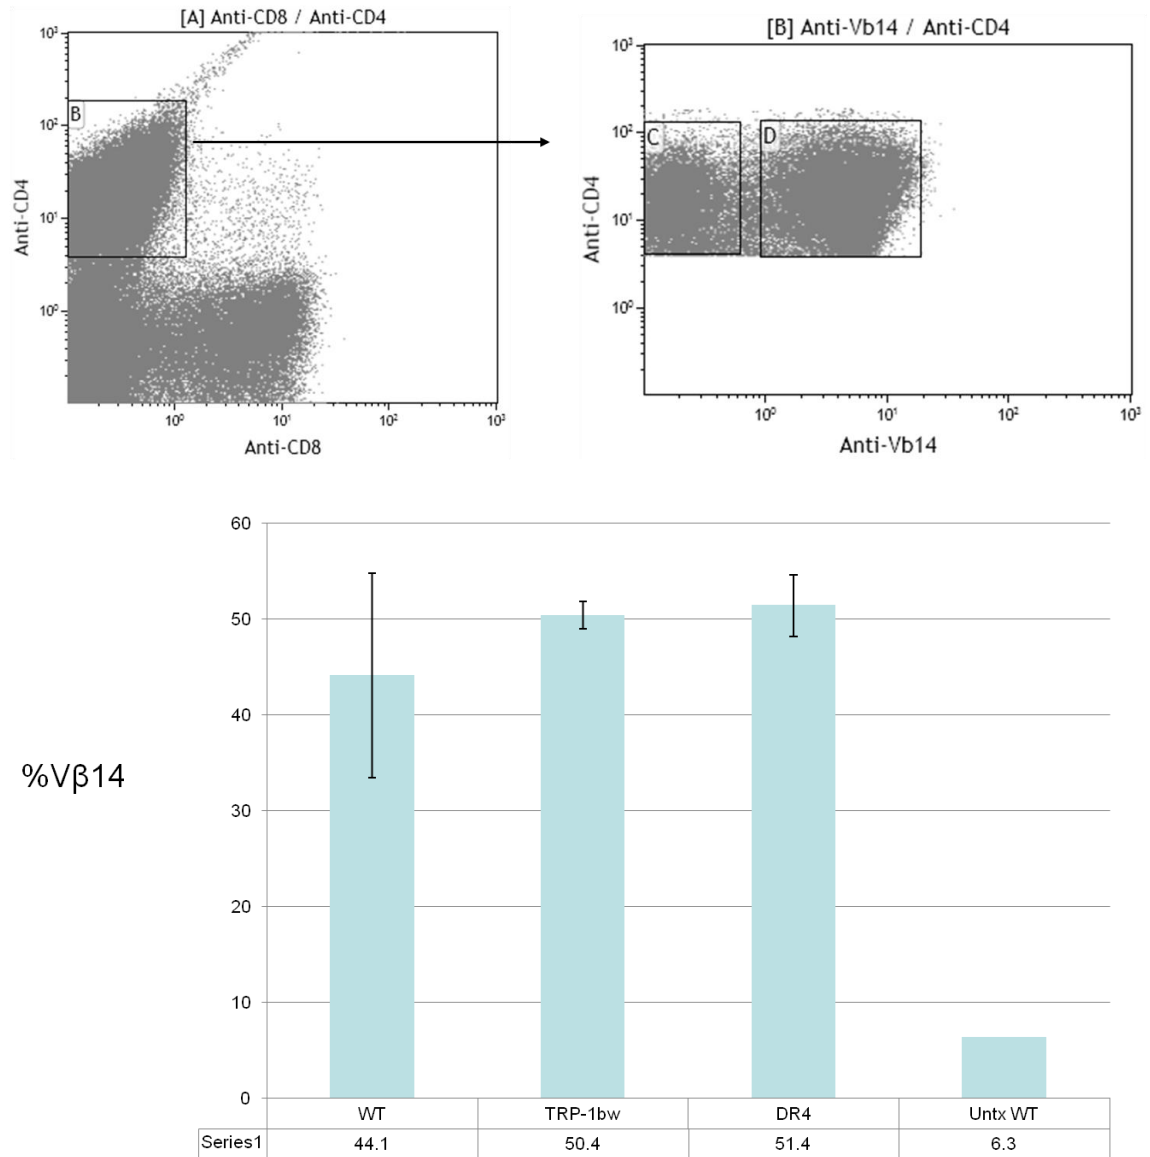 [A] Anti-CD8 / Anti-CD4
10³
10²
10¹
10⁰
Anti-CD4
B
10⁰ 10¹ 10² 10³
Anti-CD8
[B] Anti-Vb14 / Anti-CD4
10³
10²
10¹
10⁰
Anti-CD4
C
D
10⁰ 10¹ 10² 10³
Anti-Vb14
60
50
40
30
20
10
0
%Vβ14
WT TRP-1bw DR4 Untx WT
Series1 44.1 50.4 51.4 6.3